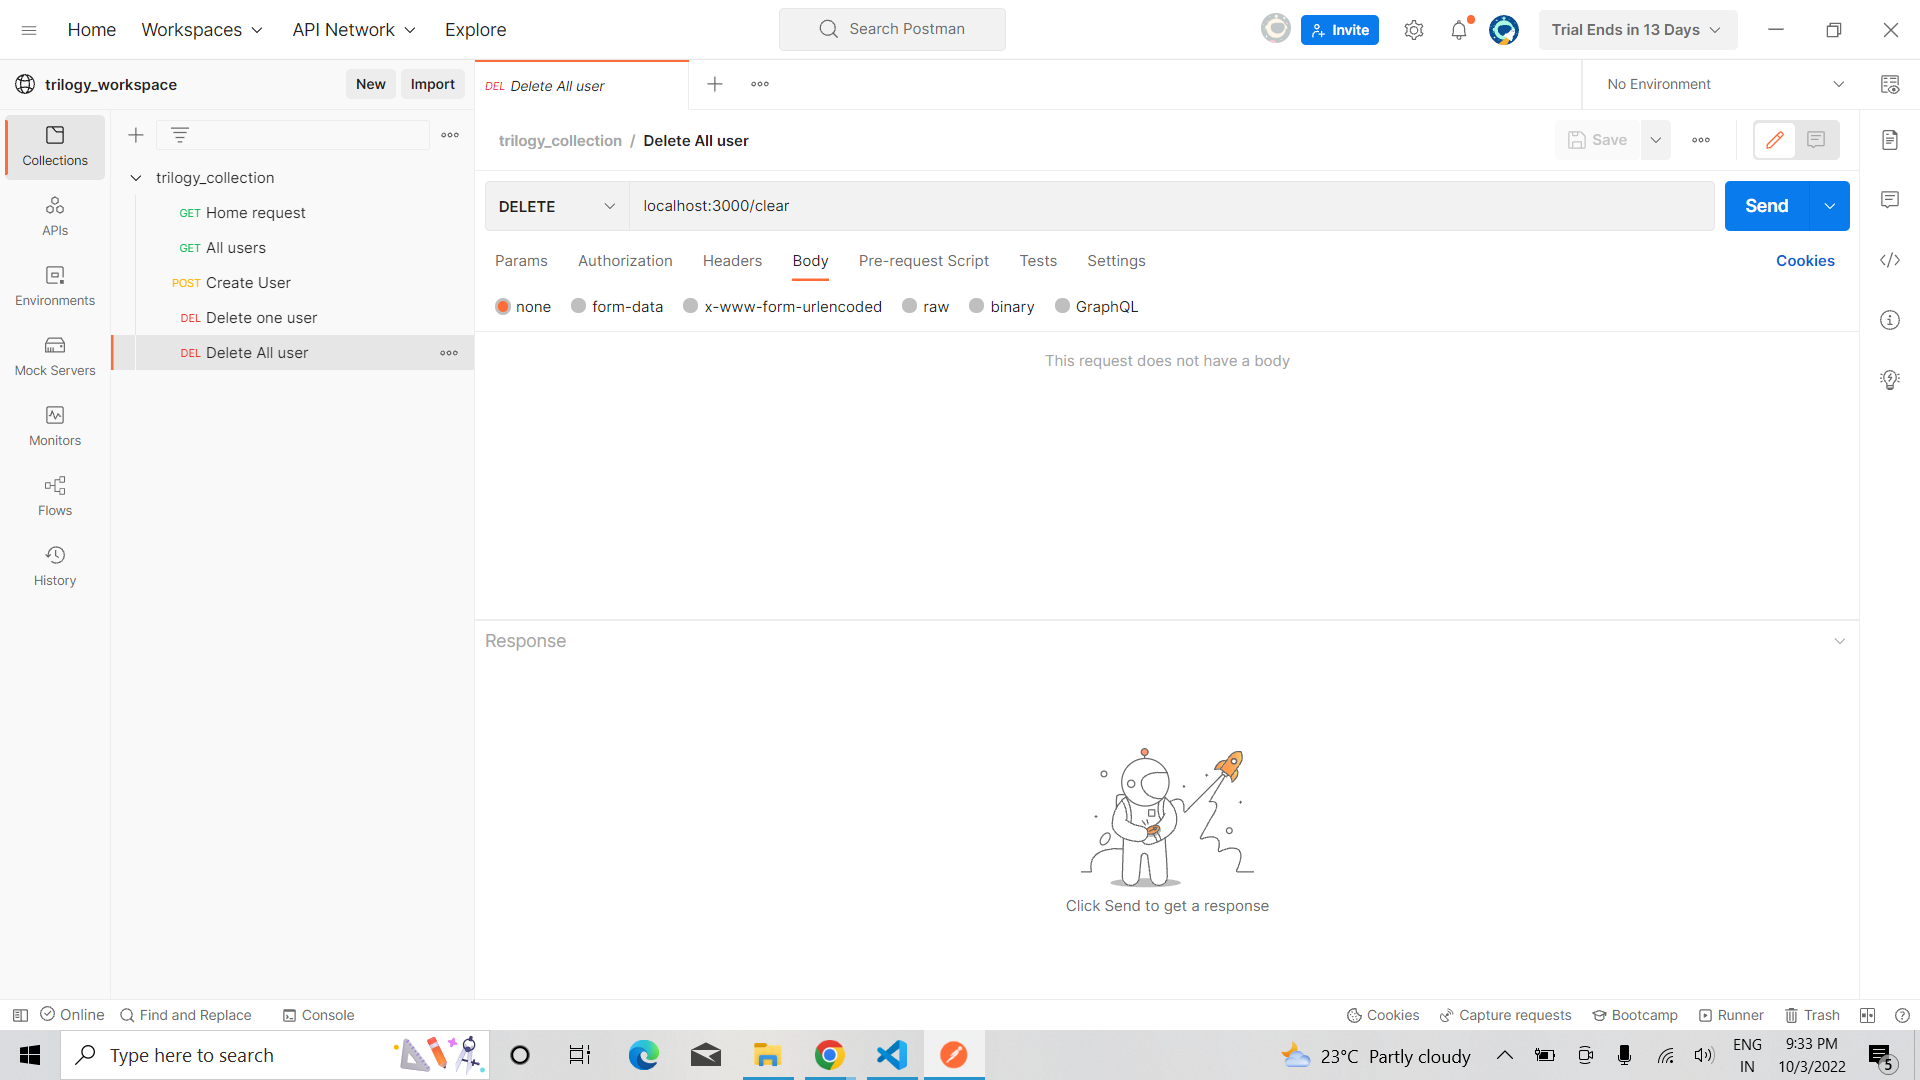 Home
Workspaces
API Network
Explore
Search Postman
Invite
Trial Ends in 13 Days
trilogy_workspace
New
Import
DEL Delete All user
No Environment
Collections
APIs
Environments
Mock Servers
Monitors
Flows
History
trilogy_collection
GET Home request
GET All users
POST Create User
DEL Delete one user
DEL Delete All user
trilogy_collection / Delete All user
Save
DELETE
localhost:3000/clear
Send
Params
Authorization
Headers
Body
Pre-request Script
Tests
Settings
Cookies
none
form-data
x-www-form-urlencoded
raw
binary
GraphQL
This request does not have a body
Response
Click Send to get a response
Online
Find and Replace
Console
Cookies
Capture requests
Bootcamp
Runner
Trash
Type here to search
23°C Partly cloudy
ENG
IN
9:33 PM
10/3/2022
5